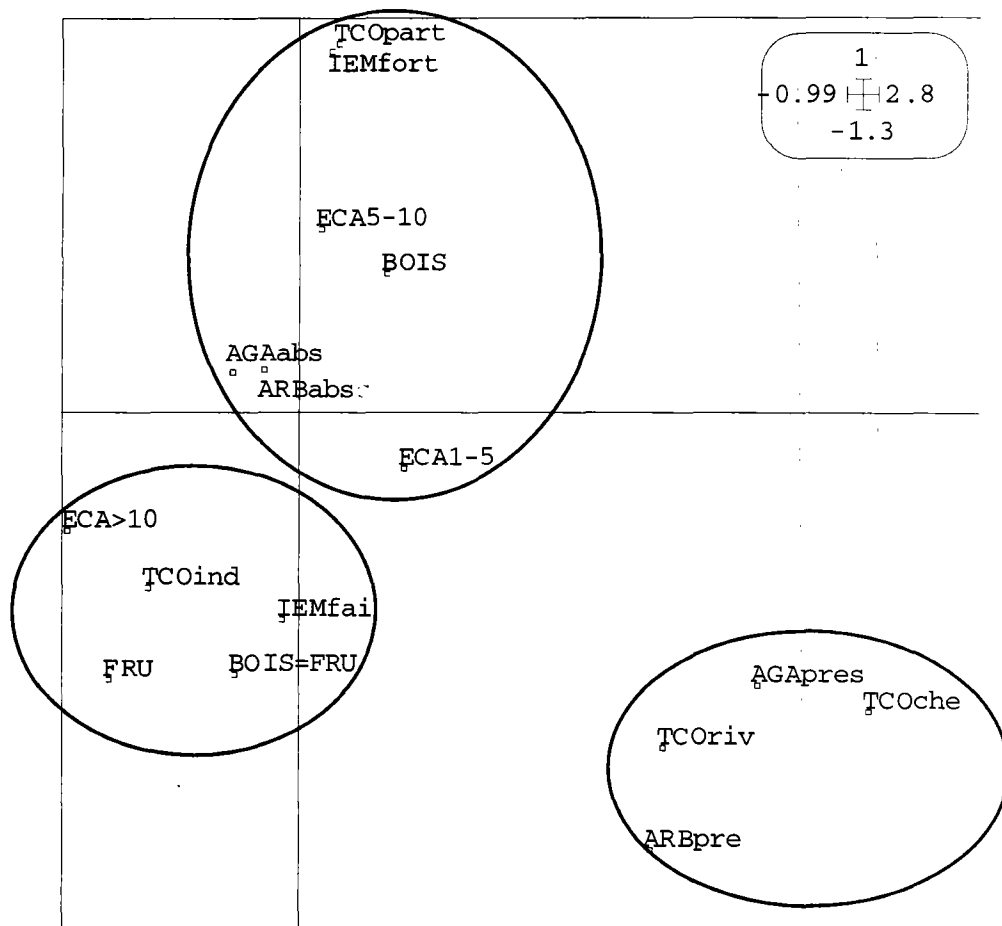 TCOpart
IEMfort
1
-0.99 2.8
-1.3
ECA5-10
BOIS
AGAabs
ARBabs
ECA1-5
ECA>10
TCOind
IEMfai
FRU
BOIS=FRU
AGApres
TCOche
TCOriv
ARBpre